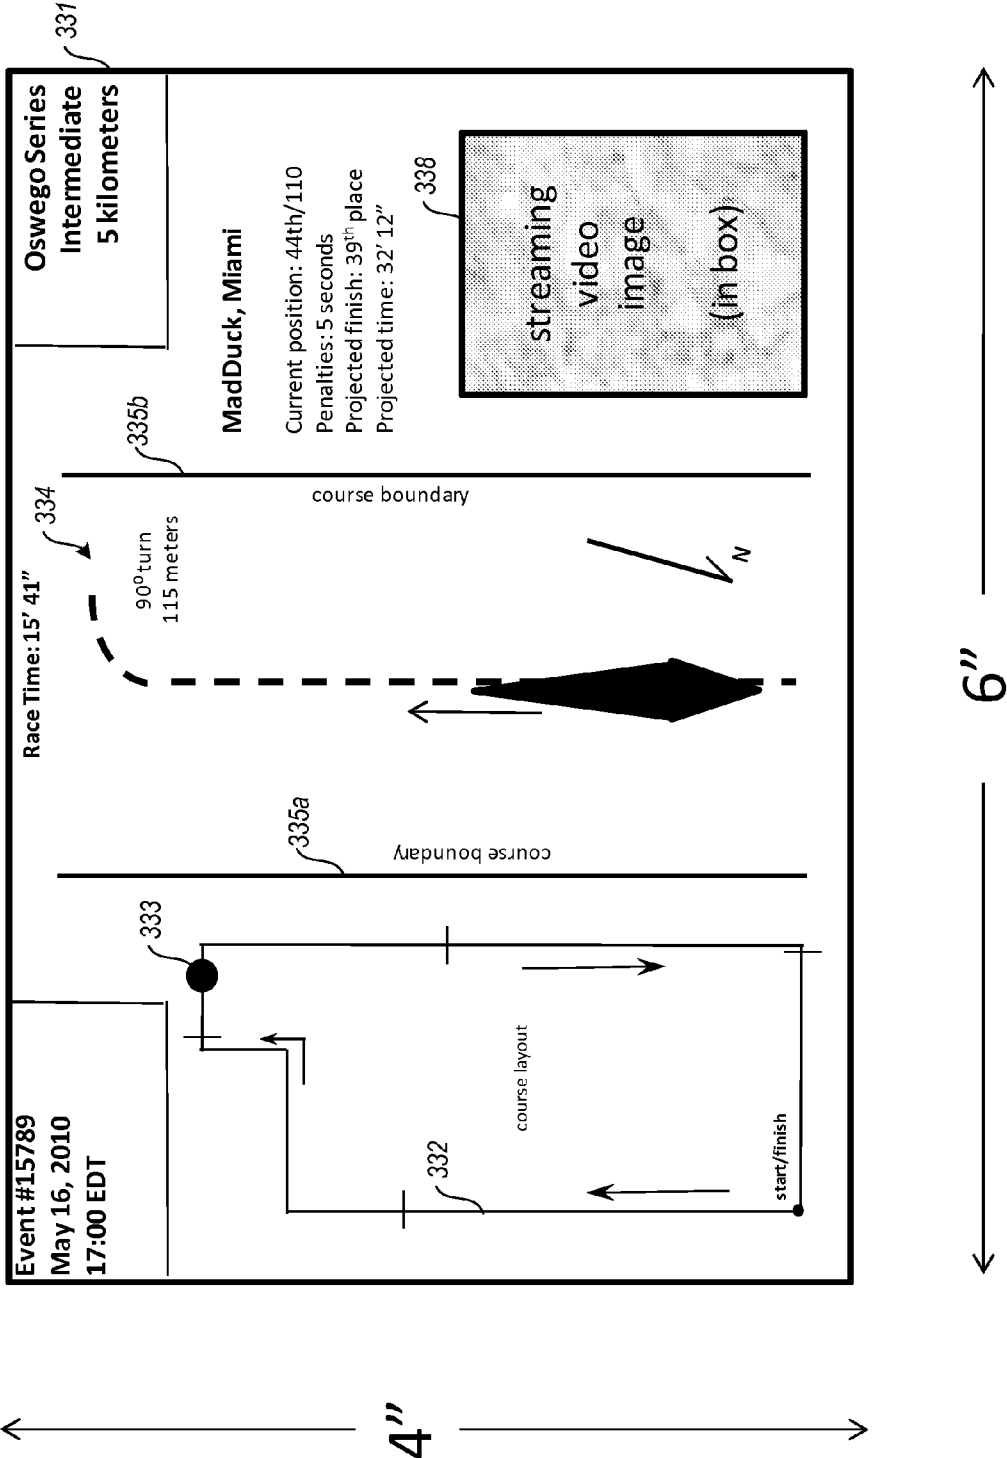 331
Event #15789
May 16, 2010
17:00 EDT
Race Time: 15’ 41”
Oswego Series
Intermediate
5 kilometers
334
90⁰ turn
115 meters
333
335a
335b
course boundary
course boundary
MadDuck, Miami
Current position: 44th/110
Penalties: 5 seconds
Projected finish: 39th place
Projected time: 32’ 12”
338
streaming
video
image
(in box)
332
course layout
start/finish
N
4”
6”